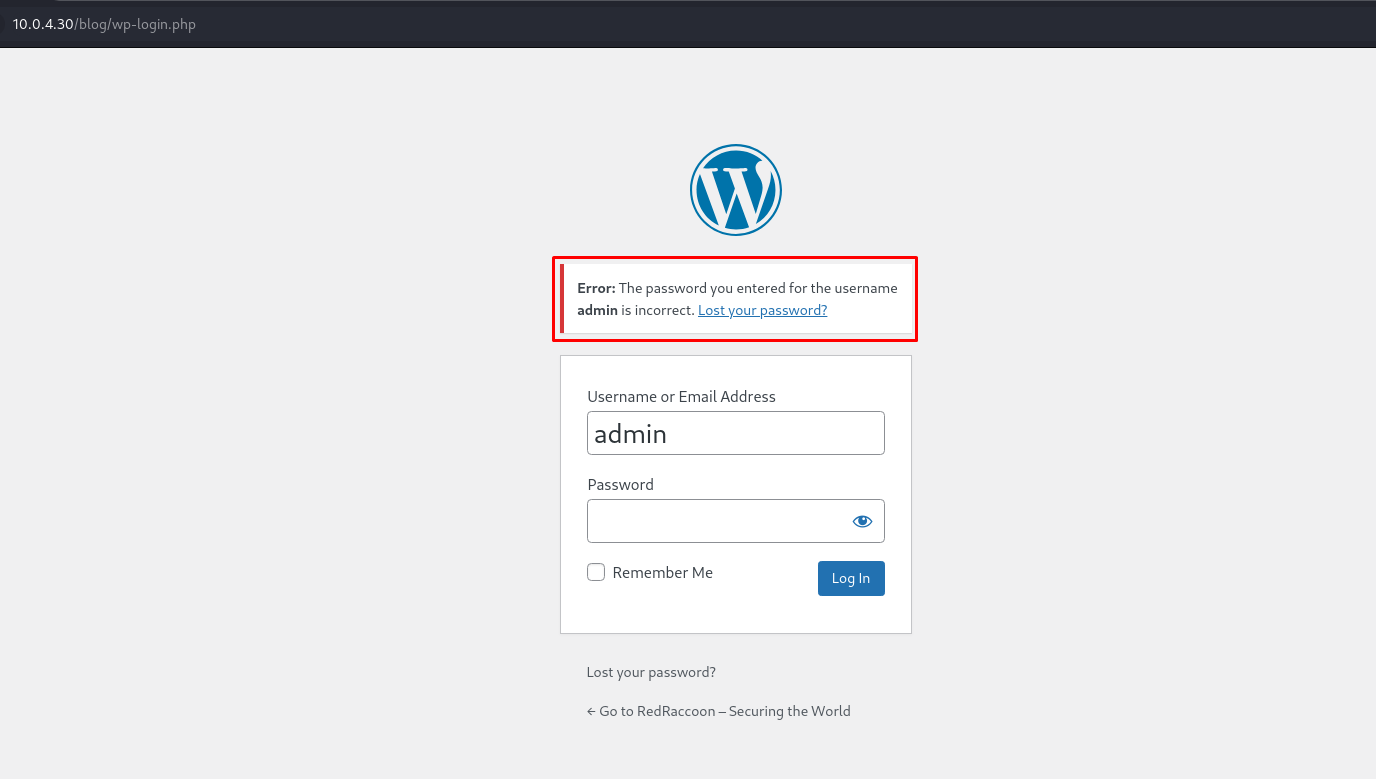 10.0.4.30/blog/wp-login.php
Error: The password you entered for the username
admin is incorrect. Lost your password?
Username or Email Address
admin
Password
Remember Me
Log In
Lost your password?
← Go to RedRaccoon – Securing the World